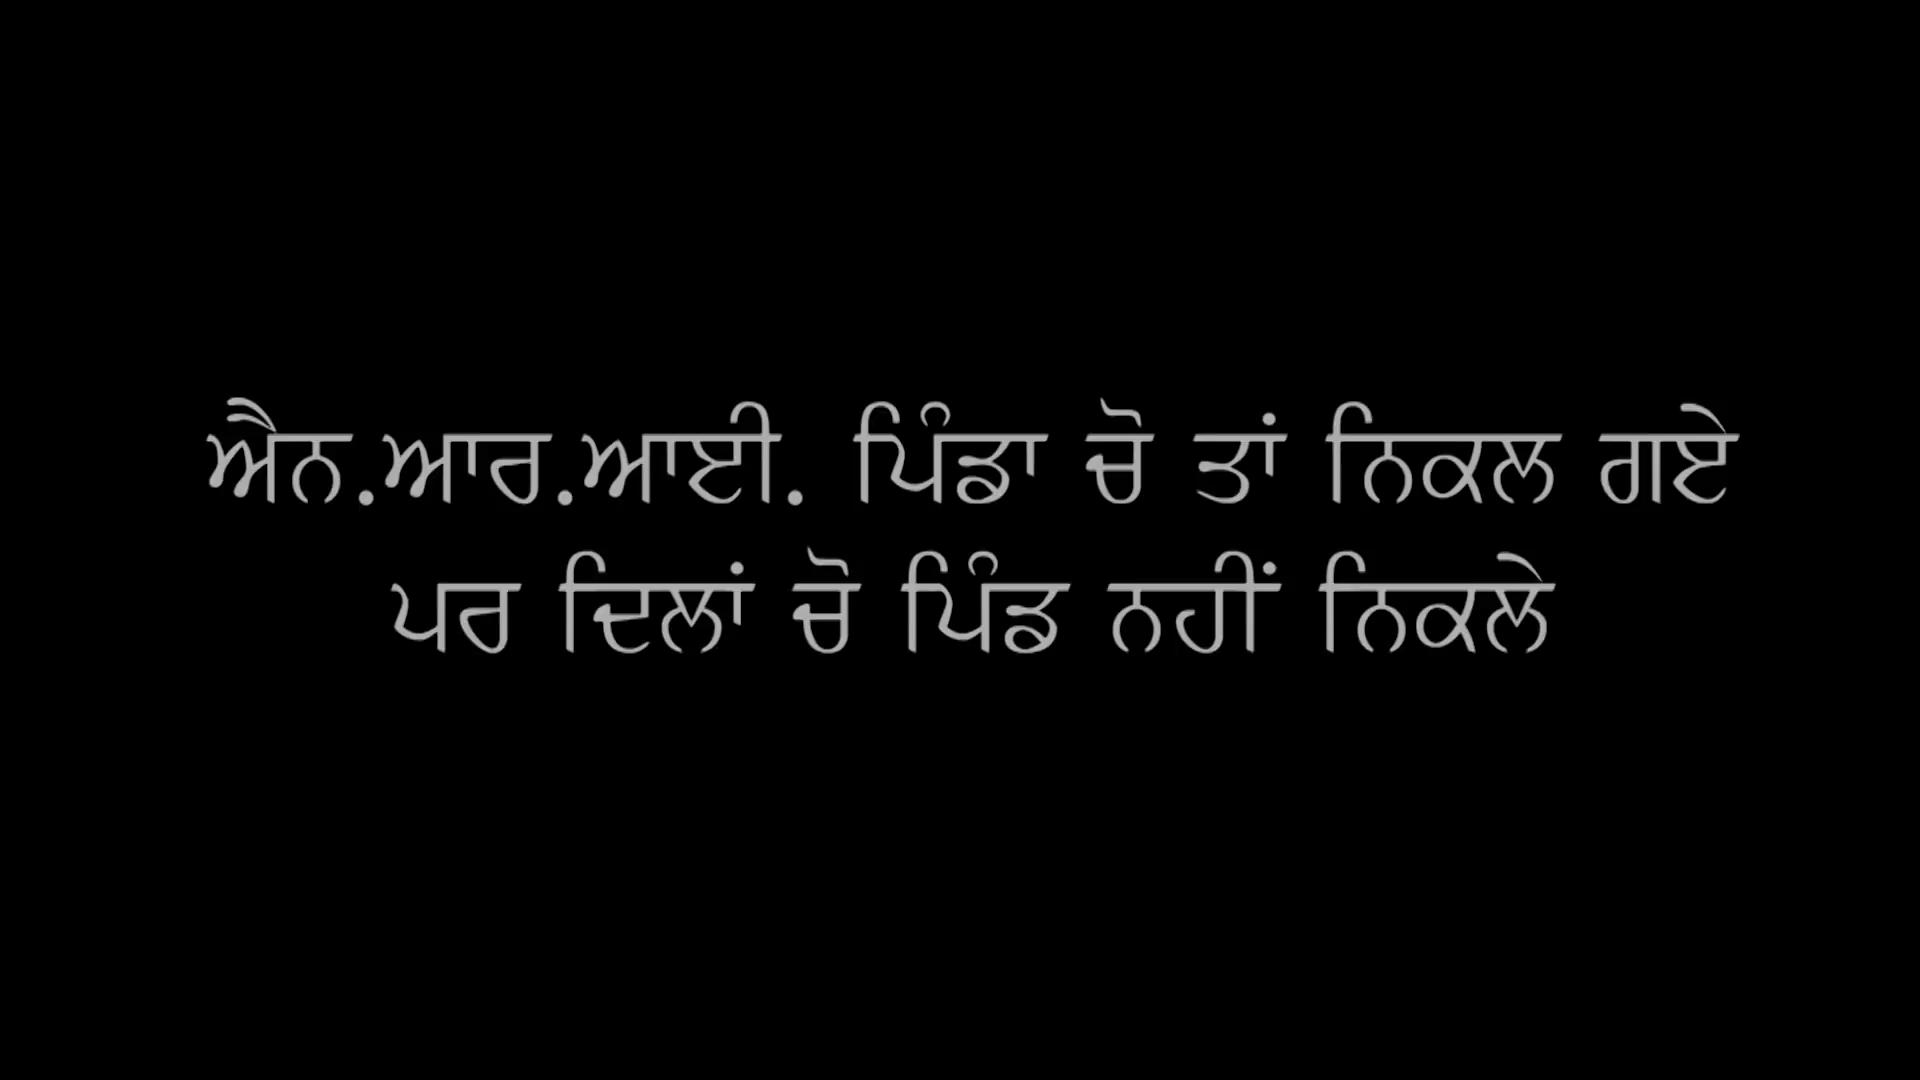 ਐਨ.ਆਰ.ਆਈ. ਪਿੰਡਾ ਚੋ ਤਾਂ ਨਿਕਲ ਗਏ
ਪਰ ਦਿਲਾਂ ਚੋ ਪਿੰਡ ਨਹੀਂ ਨਿਕਲੇ